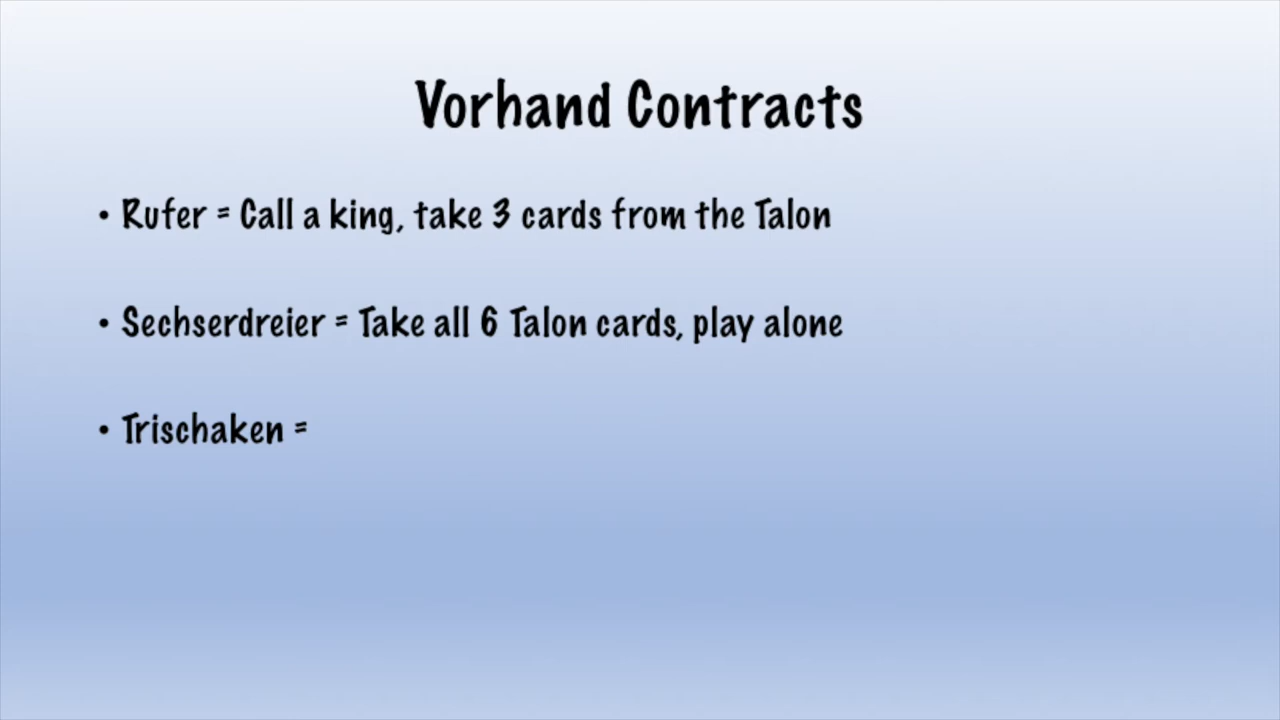 Vorhand Contracts
• Rufer = Call a king, take 3 cards from the Talon
• Sechserdreier = Take all 6 Talon cards, play alone
• Trischaken =